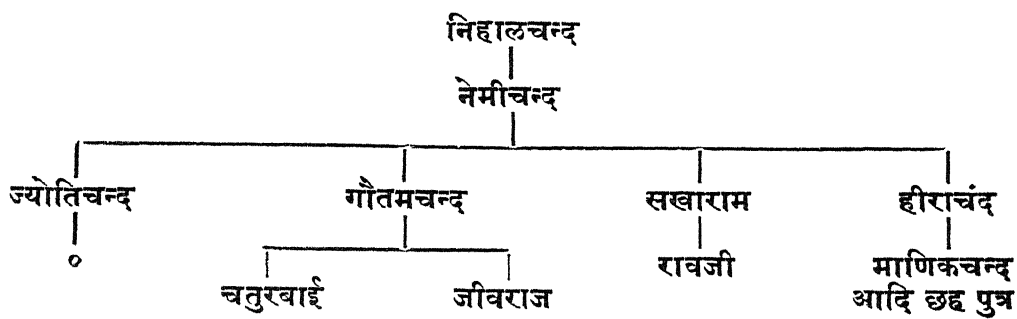 निहालचन्द
नेमीचन्द
ज्योतिचन्द गौतमचन्द सखाराम हीराचंद
० चतुरबाई जीवराज रावजी माणिकचन्द
आदि छह पुत्र